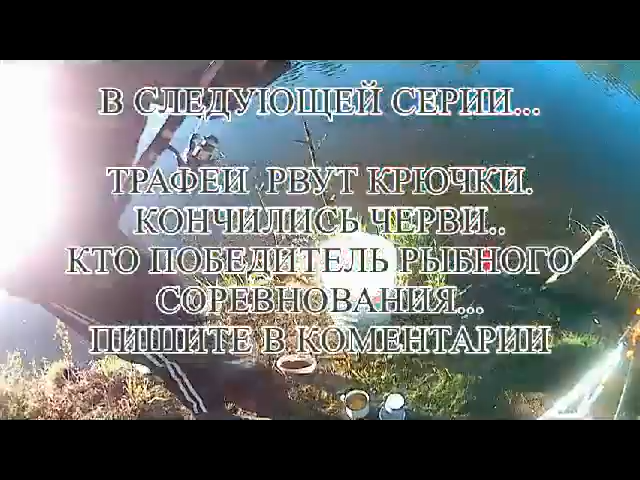 В СЛЕДУЮЩЕЙ СЕРИИ...
ТРАФЕИ РВУТ КРЮЧКИ.
КОНЧИЛИСЬ ЧЕРВИ..
КТО ПОБЕДИТЕЛЬ РЫБНОГО
СОРЕВНОВАНИЯ...
ПИШИТЕ В КОМЕНТАРИИ